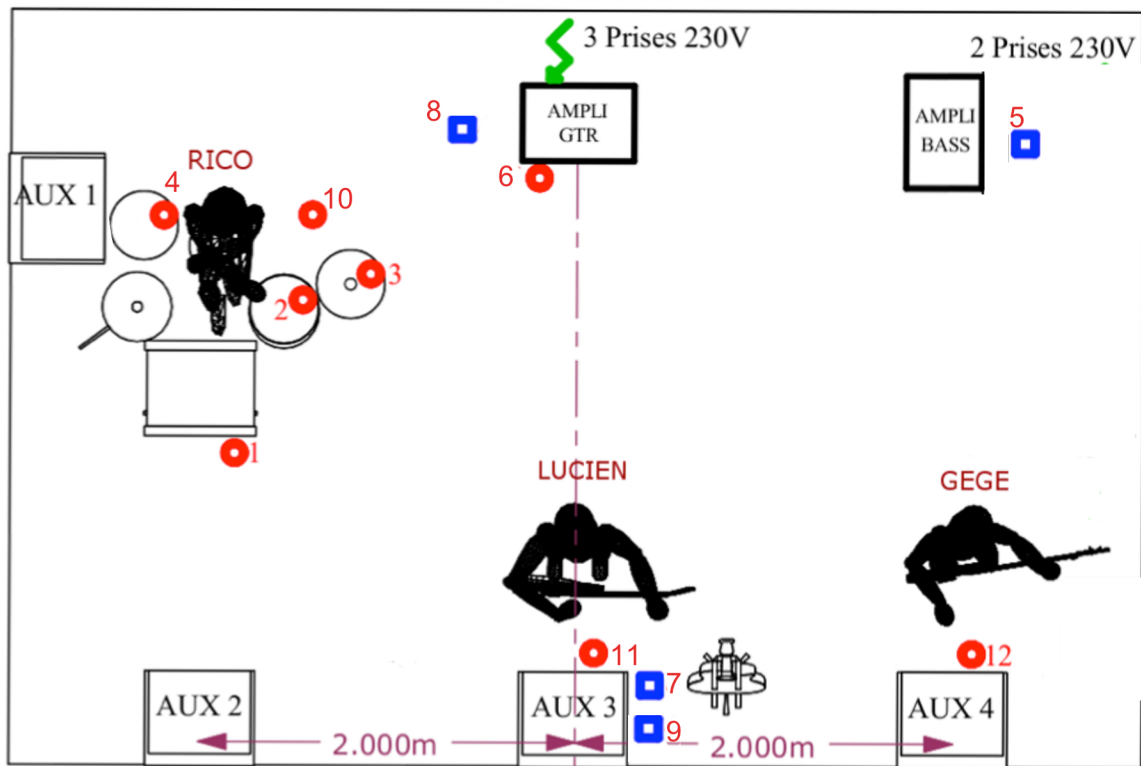 3 Prises 230V
2 Prises 230V
8
AMPLI
GTR
AMPLI
BASS
5
RICO
6
AUX 1
4
10
3
2
1
LUCIEN
GEGE
11
12
7
AUX 2
AUX 3
AUX 4
9
2.000m
2.000m